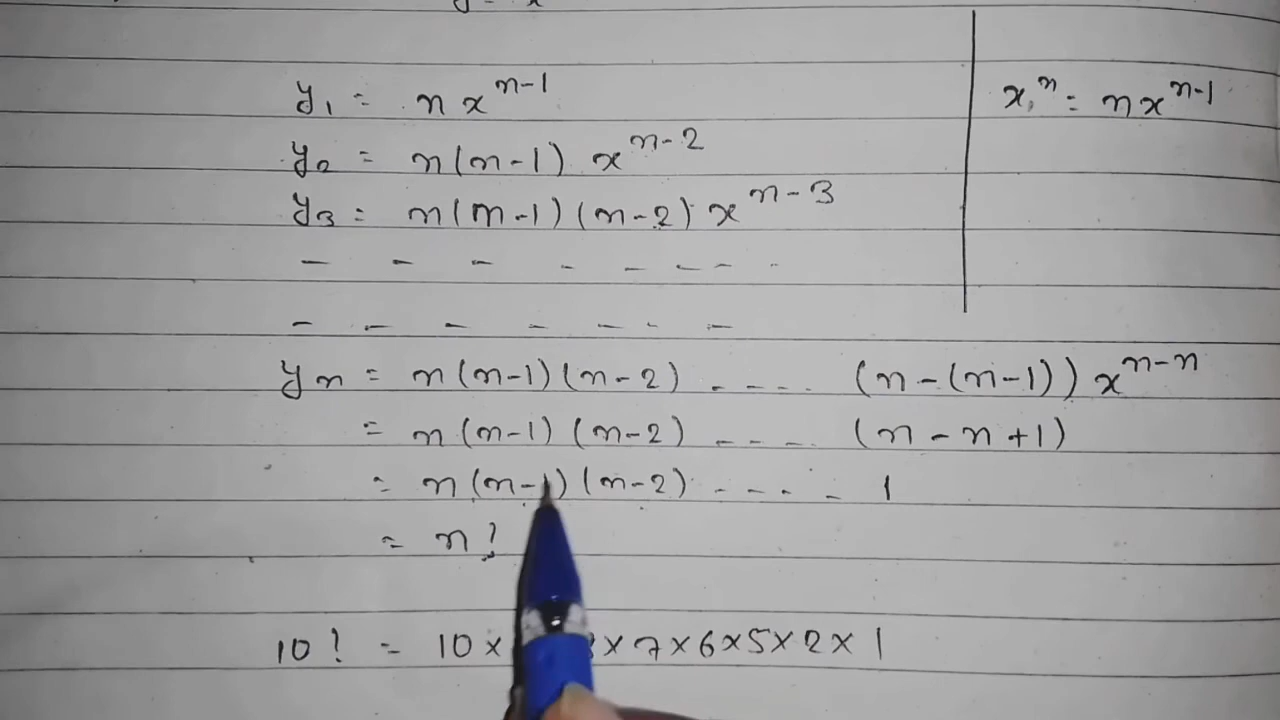 y₁ = n x^{n-1}
y₂ = n(n-1) x^{n-2}
y₃ = n(n-1)(n-2) x^{n-3}
- - - - - - - -
- - - - - - -
yₙ = n(n-1)(n-2) - - - - (n-(n-1)) x^{n-n}
= n(n-1)(n-2) - - - - (n-n+1)
= n(n-1)(n-2) - - - - 1
= n!
10! = 10 × × 7 × 6 × 5 × 2 × 1
xⁿ = n x^{n-1}